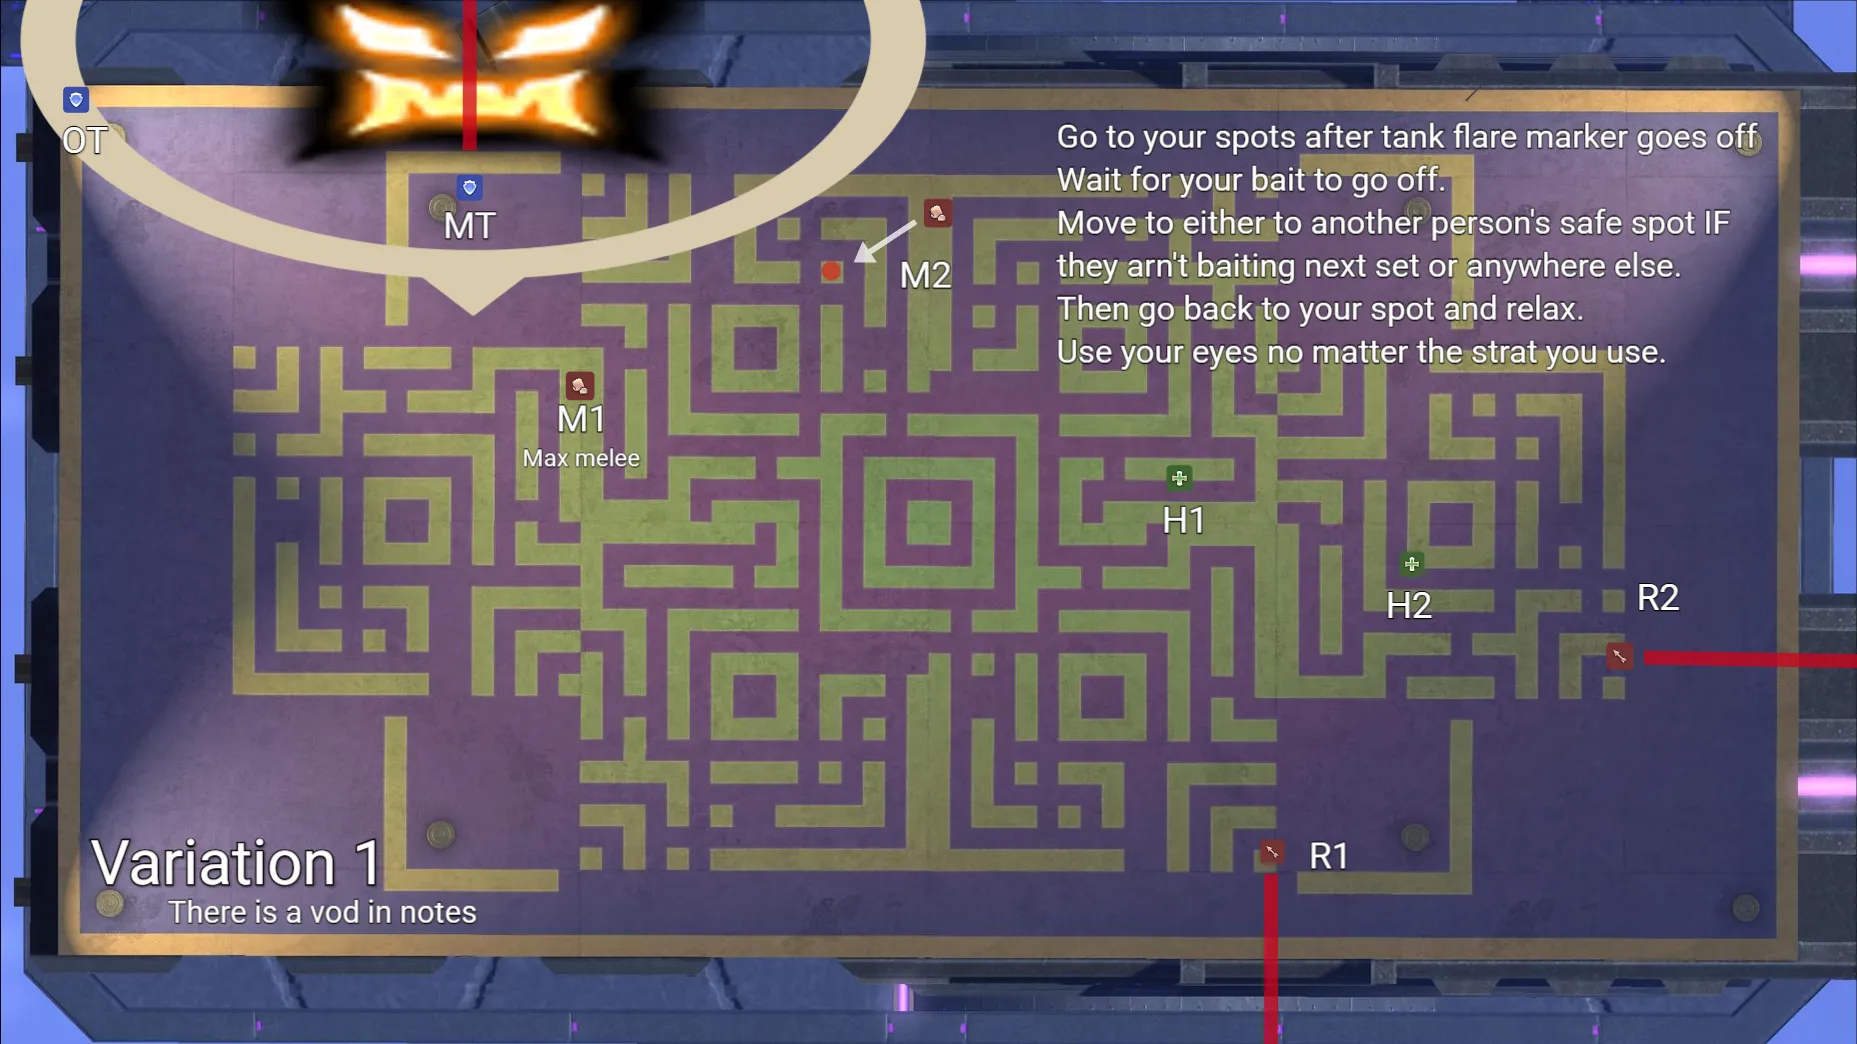 OT
MT
Go to your spots after tank flare marker goes off
Wait for your bait to go off.
Move to either to another person's safe spot IF
they arn't baiting next set or anywhere else.
Then go back to your spot and relax.
Use your eyes no matter the strat you use.
M2
M1
Max melee
H1
H2
R2
R1
Variation 1
There is a vod in notes